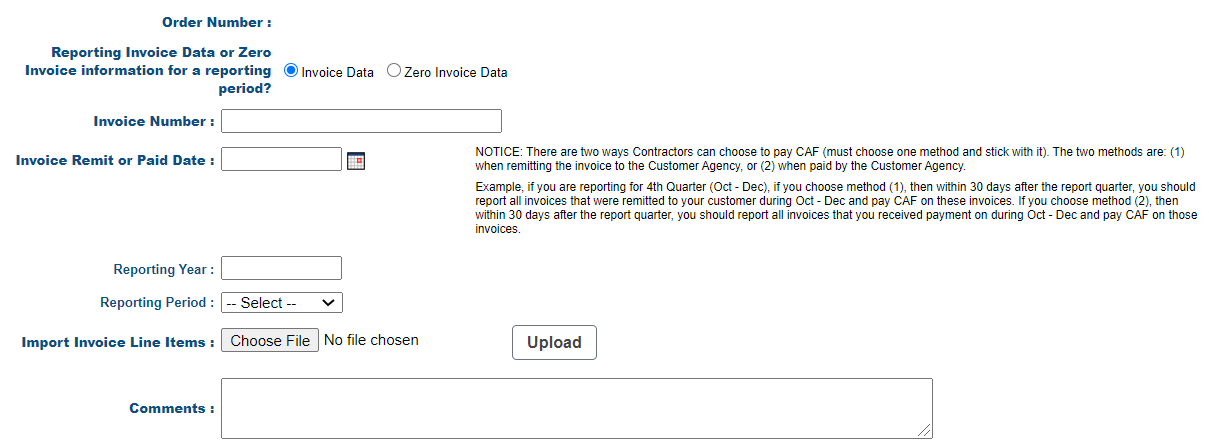 Order Number :
Reporting Invoice Data or Zero
Invoice information for a reporting
period?
Invoice Data
Zero Invoice Data
Invoice Number :
Invoice Remit or Paid Date :
NOTICE: There are two ways Contractors can choose to pay CAF (must choose one method and stick with it). The two methods are: (1)
when remitting the invoice to the Customer Agency, or (2) when paid by the Customer Agency.
Example, if you are reporting for 4th Quarter (Oct - Dec), if you choose method (1), then within 30 days after the report quarter, you should
report all invoices that were remitted to your customer during Oct - Dec and pay CAF on these invoices. If you choose method (2), then
within 30 days after the report quarter, you should report all invoices that you received payment on during Oct - Dec and pay CAF on those
invoices.
Reporting Year :
Reporting Period :
-- Select --
Import Invoice Line Items :
Choose File
No file chosen
Upload
Comments :